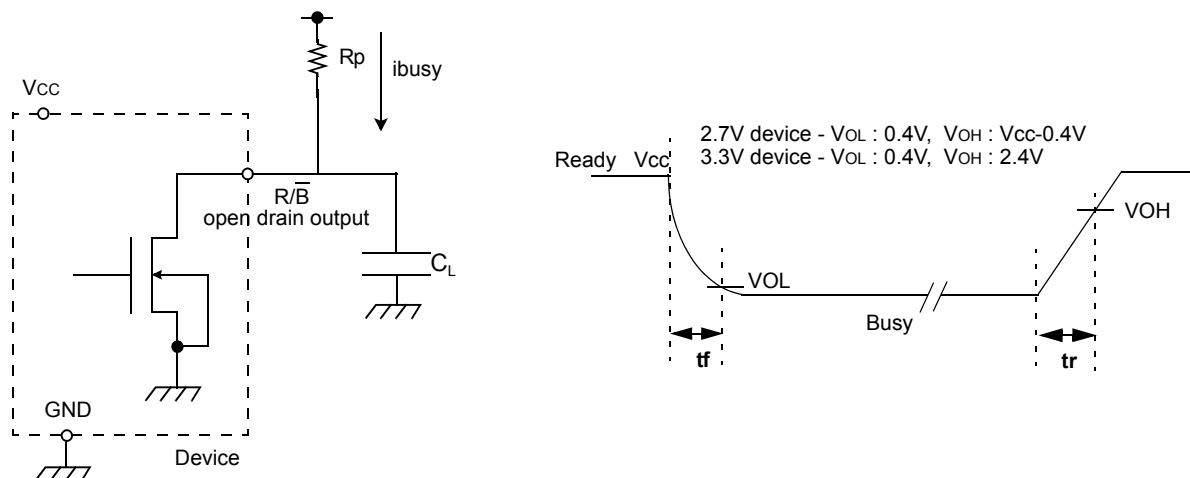 Rp
ibusy
VCC
R/B̅
open drain output
CL
GND
Device
2.7V device - VOL : 0.4V, VOH : Vcc-0.4V
3.3V device - VOL : 0.4V, VOH : 2.4V
Ready Vcc
VOH
VOL
Busy
tf
tr